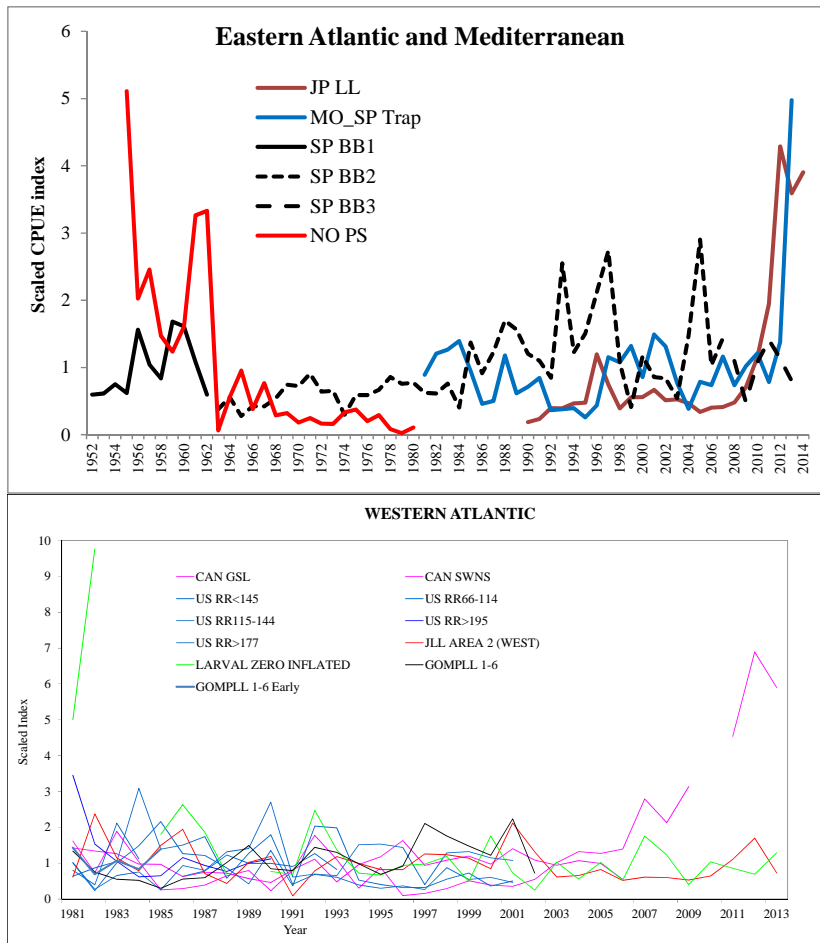 Eastern Atlantic and Mediterranean
6
5
4
3
2
1
0
Scaled CPUE index
JP LL
MO_SP Trap
SP BB1
SP BB2
SP BB3
NO PS
1952 1954 1956 1958 1960 1962 1964 1966 1968 1970 1972 1974 1976 1978 1980 1982 1984 1986 1988 1990 1992 1994 1996 1998 2000 2002 2004 2006 2008 2010 2012 2014
WESTERN ATLANTIC
10
9
8
7
6
5
4
3
2
1
0
Scaled Index
CAN GSL CAN SWNS
US RR<145 US RR66-114
US RR115-144 US RR>195
US RR>177 JLL AREA 2 (WEST)
LARVAL ZERO INFLATED GOMPLL 1-6
GOMPLL 1-6 Early
1981 1983 1985 1987 1989 1991 1993 1995 1997 1999 2001 2003 2005 2007 2009 2011 2013
Year